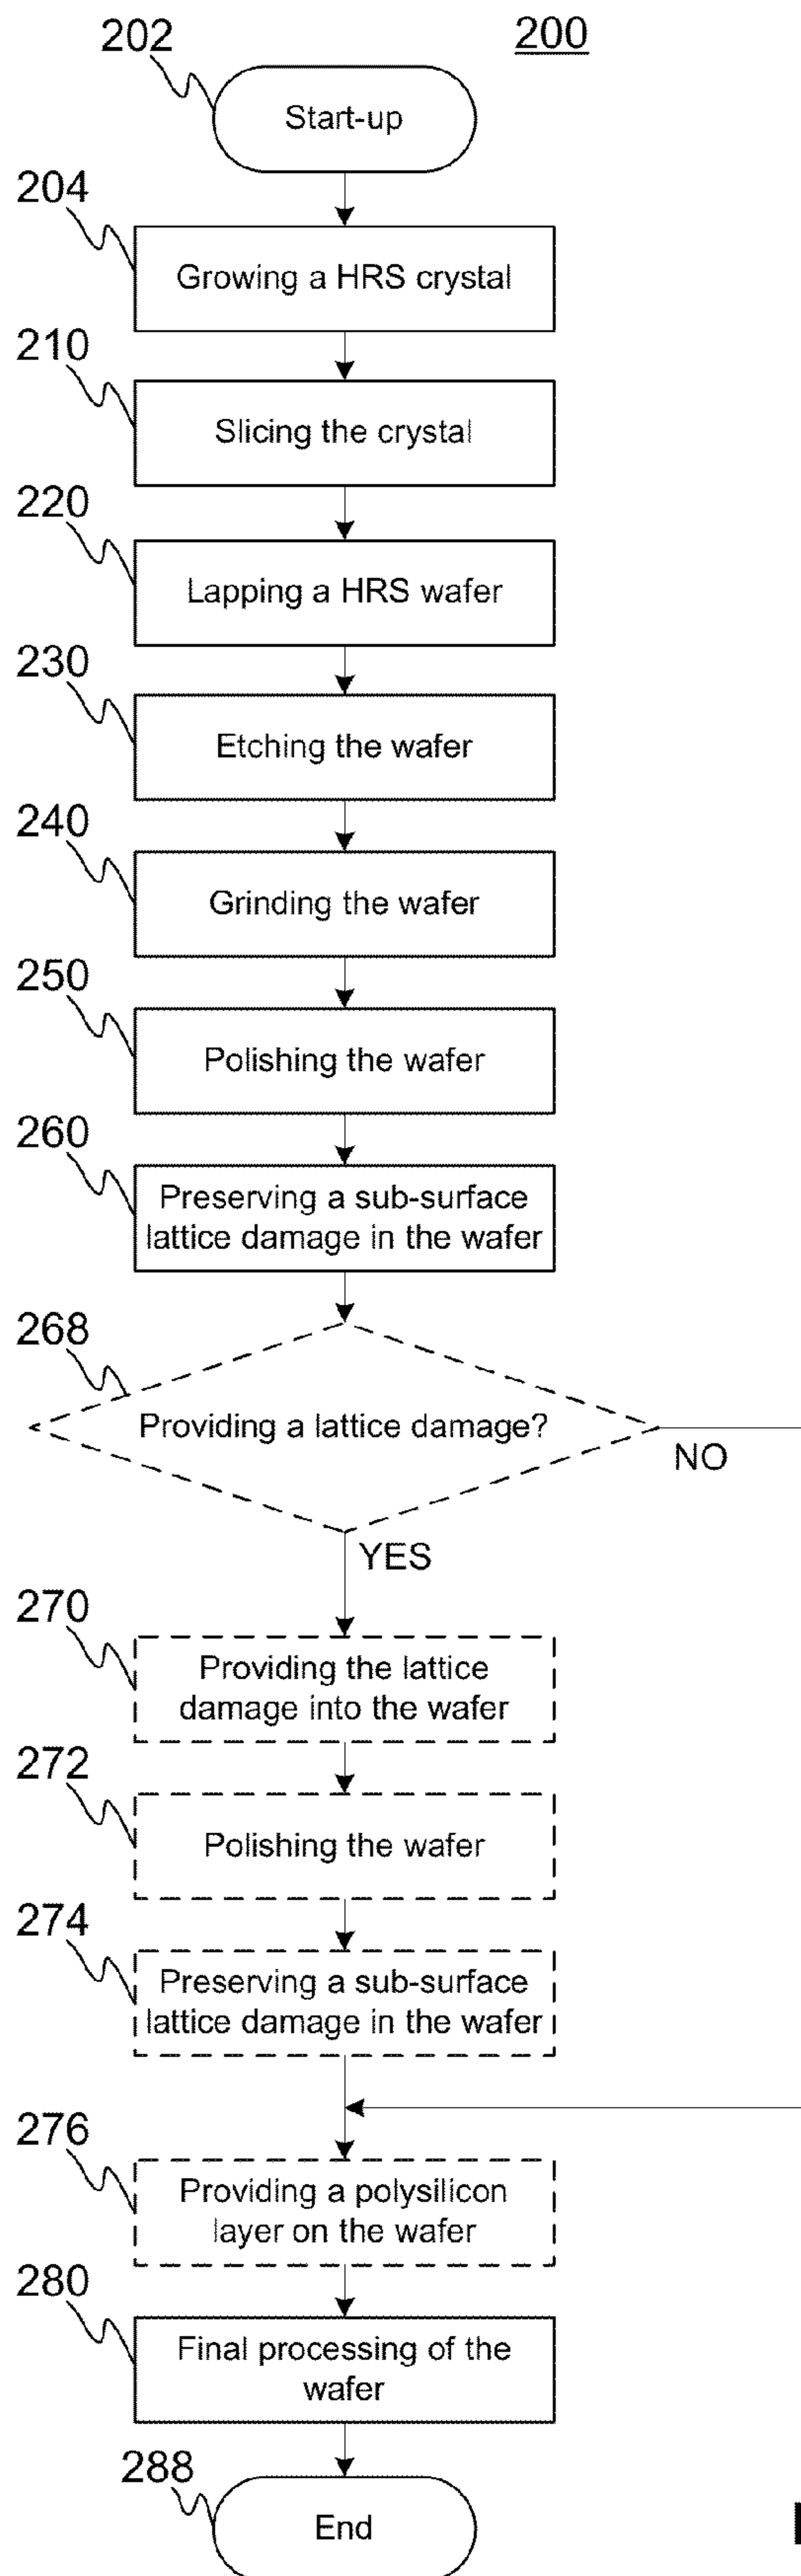 202
200
Start-up
204
Growing a HRS crystal
210
Slicing the crystal
220
Lapping a HRS wafer
230
Etching the wafer
240
Grinding the wafer
250
Polishing the wafer
260
Preserving a sub-surface
lattice damage in the wafer
268
Providing a lattice damage?
NO
YES
270
Providing the lattice
damage into the wafer
272
Polishing the wafer
274
Preserving a sub-surface
lattice damage in the wafer
276
Providing a polysilicon
layer on the wafer
280
Final processing of the
wafer
288
End